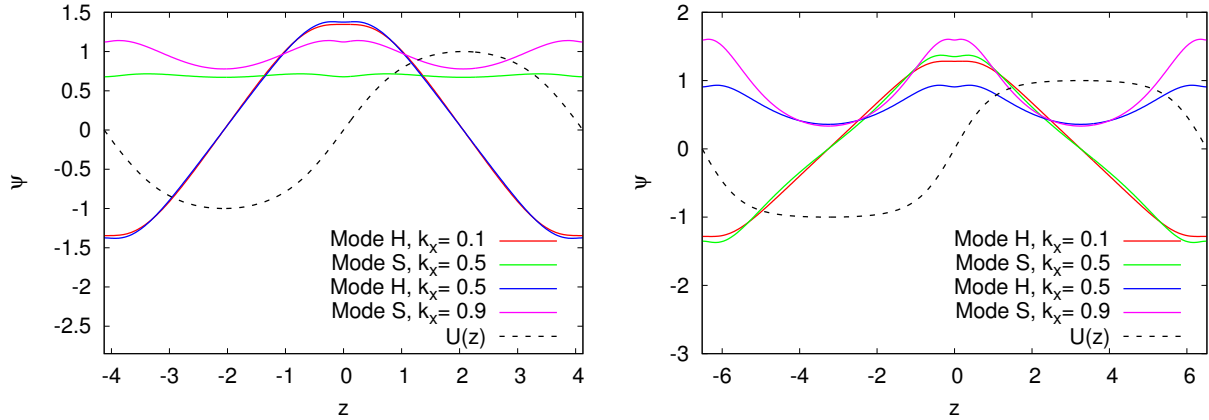 1.5
1
0.5
0
-0.5
-1
-1.5
-2
-2.5
ψ
-4 -3 -2 -1 0 1 2 3 4
z
Mode H, kx= 0.1
Mode S, kx= 0.5
Mode H, kx= 0.5
Mode S, kx= 0.9
U(z)
2
1
0
-1
-2
-3
ψ
-6 -4 -2 0 2 4 6
z
Mode H, kx= 0.1
Mode S, kx= 0.5
Mode H, kx= 0.5
Mode S, kx= 0.9
U(z)